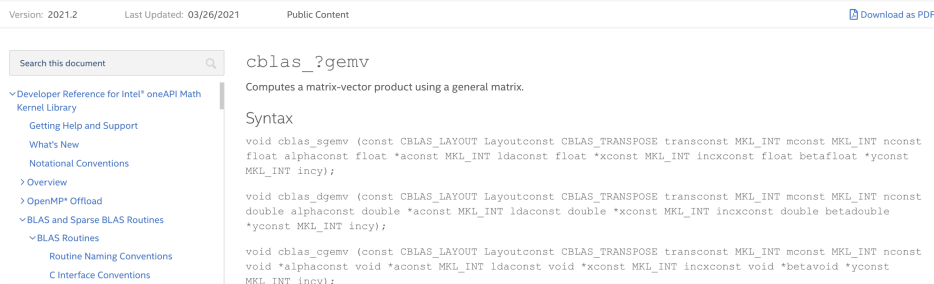 Version: 2021.2 Last Updated: 03/26/2021 Public Content Download as PDF
Search this document
Developer Reference for Intel® oneAPI Math
Kernel Library
Getting Help and Support
What's New
Notational Conventions
Overview
OpenMP* Offload
BLAS and Sparse BLAS Routines
BLAS Routines
Routine Naming Conventions
C Interface Conventions
cblas_?gemv
Computes a matrix-vector product using a general matrix.
Syntax
void cblas_sgemv (const CBLAS_LAYOUT Layoutconst CBLAS_TRANSPOSE transconst MKL_INT mconst MKL_INT nconst
float alphaconst float *aconst MKL_INT ldaconst float *xconst MKL_INT incxconst float betafloat *yconst
MKL_INT incy);
void cblas_dgemv (const CBLAS_LAYOUT Layoutconst CBLAS_TRANSPOSE transconst MKL_INT mconst MKL_INT nconst
double alphaconst double *aconst MKL_INT ldaconst double *xconst MKL_INT incxconst double betadouble
*yconst MKL_INT incy);
void cblas_cgemv (const CBLAS_LAYOUT Layoutconst CBLAS_TRANSPOSE transconst MKL_INT mconst MKL_INT nconst
void *alphaconst void *aconst MKL_INT ldaconst void *xconst MKL_INT incxconst void *betavoid *yconst
MKL_INT incy);